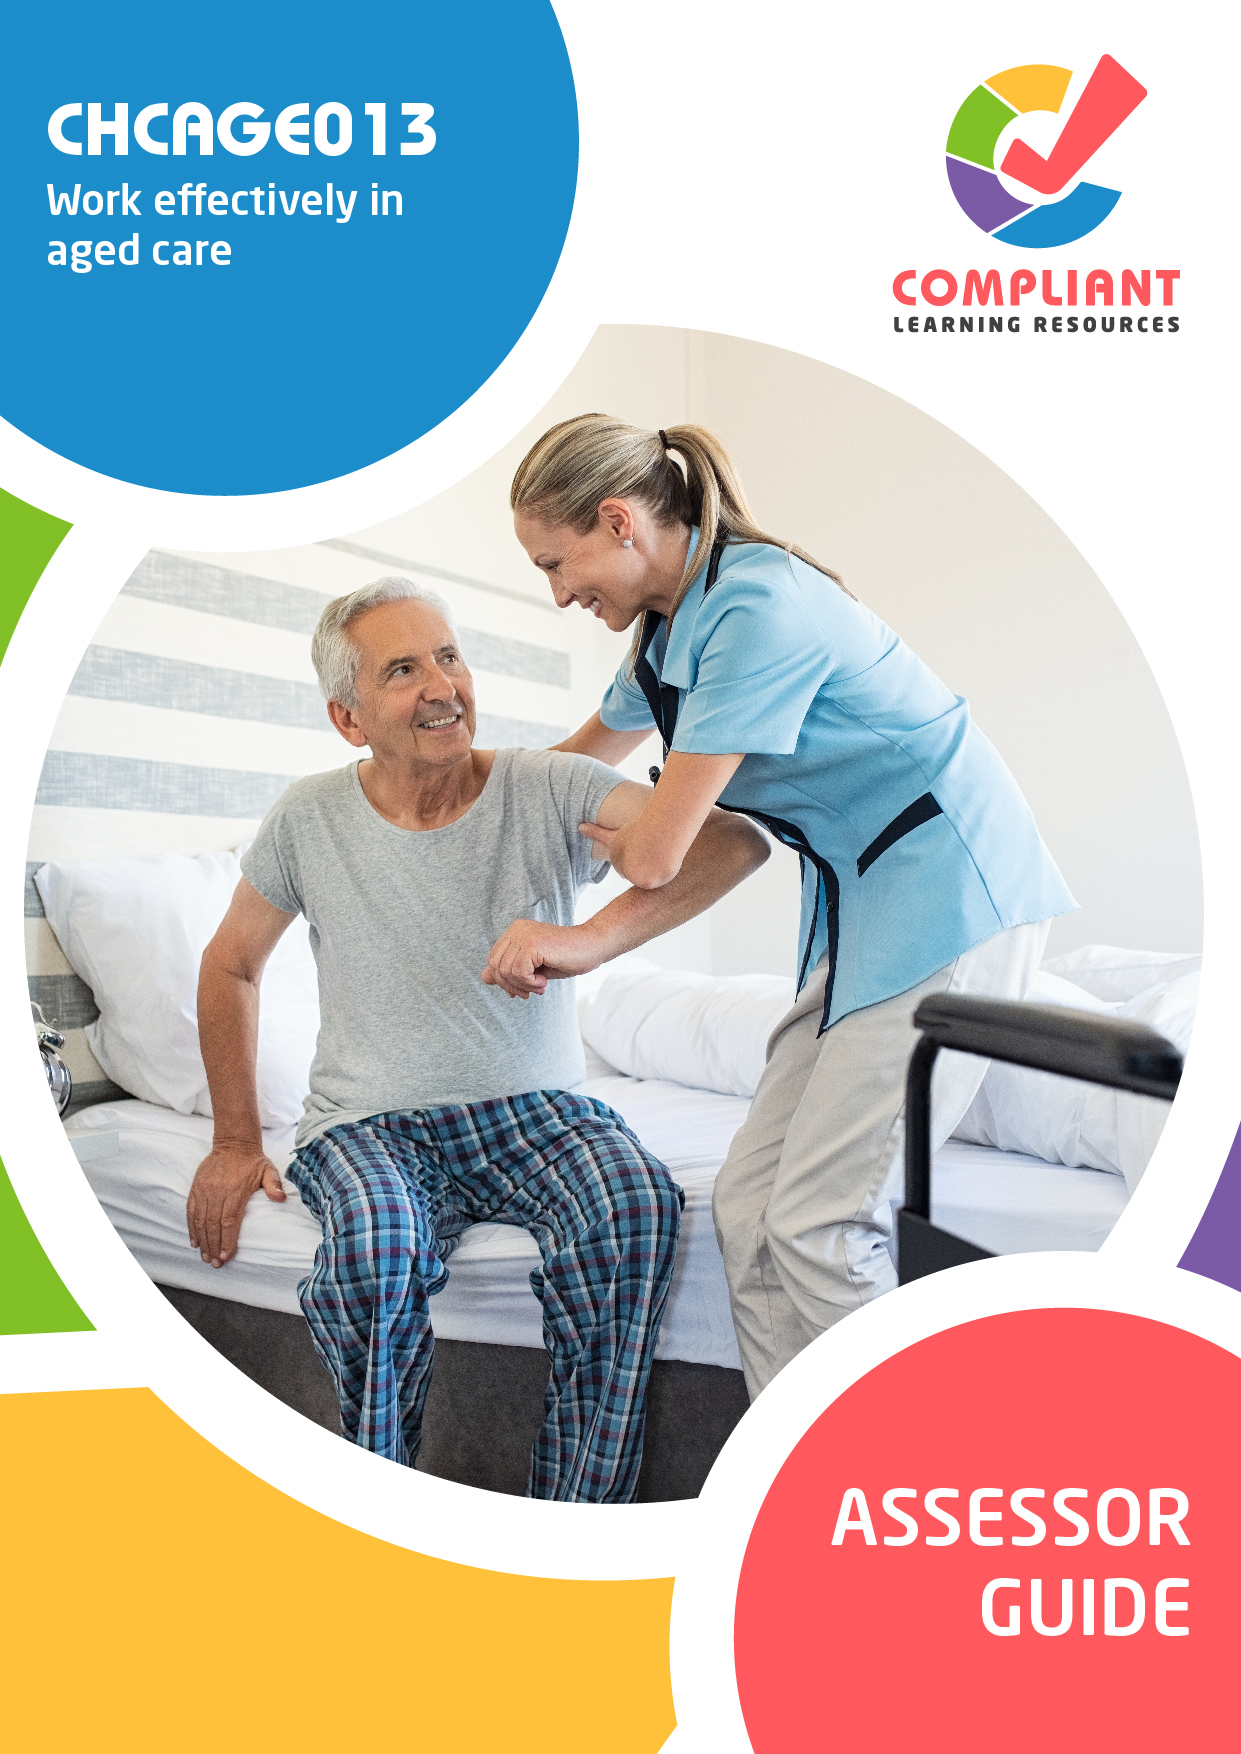 CHCAGE013
Work effectively in
aged care
COMPLIANT
LEARNING RESOURCES
ASSESSOR
GUIDE